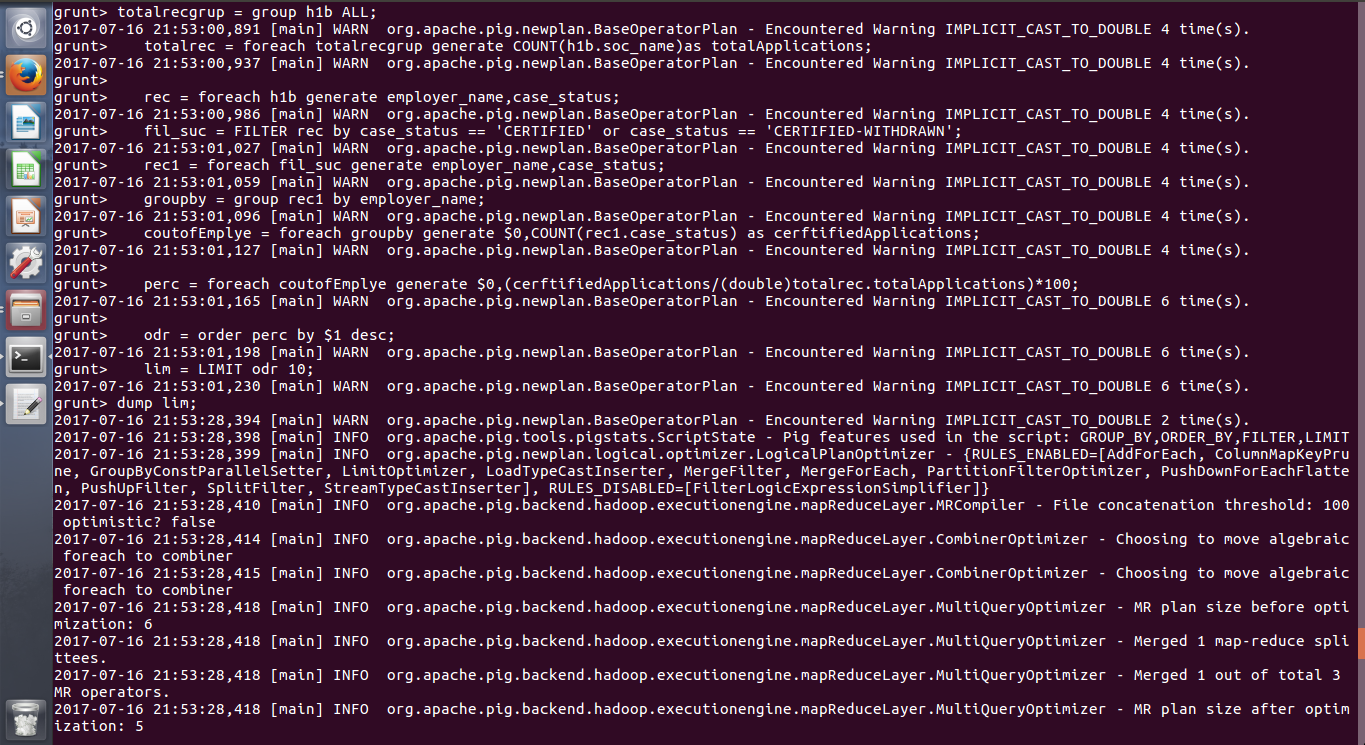 grunt> totalrecgrup = group h1b ALL;
2017-07-16 21:53:00,891 [main] WARN  org.apache.pig.newplan.BaseOperatorPlan - Encountered Warning IMPLICIT_CAST_TO_DOUBLE 4 time(s).
grunt>    totalrec = foreach totalrecgrup generate COUNT(h1b.soc_name)as totalApplications;
2017-07-16 21:53:00,937 [main] WARN  org.apache.pig.newplan.BaseOperatorPlan - Encountered Warning IMPLICIT_CAST_TO_DOUBLE 4 time(s).
grunt>
grunt>    rec = foreach h1b generate employer_name,case_status;
2017-07-16 21:53:00,986 [main] WARN  org.apache.pig.newplan.BaseOperatorPlan - Encountered Warning IMPLICIT_CAST_TO_DOUBLE 4 time(s).
grunt>    fil_suc = FILTER rec by case_status == 'CERTIFIED' or case_status == 'CERTIFIED-WITHDRAWN';
2017-07-16 21:53:01,027 [main] WARN  org.apache.pig.newplan.BaseOperatorPlan - Encountered Warning IMPLICIT_CAST_TO_DOUBLE 4 time(s).
grunt>    rec1 = foreach fil_suc generate employer_name,case_status;
2017-07-16 21:53:01,059 [main] WARN  org.apache.pig.newplan.BaseOperatorPlan - Encountered Warning IMPLICIT_CAST_TO_DOUBLE 4 time(s).
grunt>    groupby = group rec1 by employer_name;
2017-07-16 21:53:01,096 [main] WARN  org.apache.pig.newplan.BaseOperatorPlan - Encountered Warning IMPLICIT_CAST_TO_DOUBLE 4 time(s).
grunt>    coutofEmplye = foreach groupby generate $0,COUNT(rec1.case_status) as cerftifiedApplications;
2017-07-16 21:53:01,127 [main] WARN  org.apache.pig.newplan.BaseOperatorPlan - Encountered Warning IMPLICIT_CAST_TO_DOUBLE 4 time(s).
grunt>
grunt>    perc = foreach coutofEmplye generate $0,(cerftifiedApplications/(double)totalrec.totalApplications)*100;
2017-07-16 21:53:01,165 [main] WARN  org.apache.pig.newplan.BaseOperatorPlan - Encountered Warning IMPLICIT_CAST_TO_DOUBLE 6 time(s).
grunt>
grunt>    odr = order perc by $1 desc;
2017-07-16 21:53:01,198 [main] WARN  org.apache.pig.newplan.BaseOperatorPlan - Encountered Warning IMPLICIT_CAST_TO_DOUBLE 6 time(s).
grunt>    lim = LIMIT odr 10;
2017-07-16 21:53:01,230 [main] WARN  org.apache.pig.newplan.BaseOperatorPlan - Encountered Warning IMPLICIT_CAST_TO_DOUBLE 6 time(s).
grunt> dump lim;
2017-07-16 21:53:28,394 [main] WARN  org.apache.pig.newplan.BaseOperatorPlan - Encountered Warning IMPLICIT_CAST_TO_DOUBLE 2 time(s).
2017-07-16 21:53:28,398 [main] INFO  org.apache.pig.tools.pigstats.ScriptState - Pig features used in the script: GROUP_BY,ORDER_BY,FILTER,LIMIT
2017-07-16 21:53:28,399 [main] INFO  org.apache.pig.newplan.logical.optimizer.LogicalPlanOptimizer - {RULES_ENABLED=[AddForEach, ColumnMapKeyPru
ne, GroupByConstParallelSetter, LimitOptimizer, LoadTypeCastInserter, MergeFilter, MergeForEach, PartitionFilterOptimizer, PushDownForEachFlatte
n, PushUpFilter, SplitFilter, StreamTypeCastInserter], RULES_DISABLED=[FilterLogicExpressionSimplifier]}
2017-07-16 21:53:28,410 [main] INFO  org.apache.pig.backend.hadoop.executionengine.mapReduceLayer.MRCompiler - File concatenation threshold: 100
 optimistic? false
2017-07-16 21:53:28,414 [main] INFO  org.apache.pig.backend.hadoop.executionengine.mapReduceLayer.CombinerOptimizer - Choosing to move algebraic
 foreach to combiner
2017-07-16 21:53:28,415 [main] INFO  org.apache.pig.backend.hadoop.executionengine.mapReduceLayer.CombinerOptimizer - Choosing to move algebraic
 foreach to combiner
2017-07-16 21:53:28,418 [main] INFO  org.apache.pig.backend.hadoop.executionengine.mapReduceLayer.MultiQueryOptimizer - MR plan size before opti
mization: 6
2017-07-16 21:53:28,418 [main] INFO  org.apache.pig.backend.hadoop.executionengine.mapReduceLayer.MultiQueryOptimizer - Merged 1 map-reduce spli
ttees.
2017-07-16 21:53:28,418 [main] INFO  org.apache.pig.backend.hadoop.executionengine.mapReduceLayer.MultiQueryOptimizer - Merged 1 out of total 3
MR operators.
2017-07-16 21:53:28,418 [main] INFO  org.apache.pig.backend.hadoop.executionengine.mapReduceLayer.MultiQueryOptimizer - MR plan size after optim
ization: 5